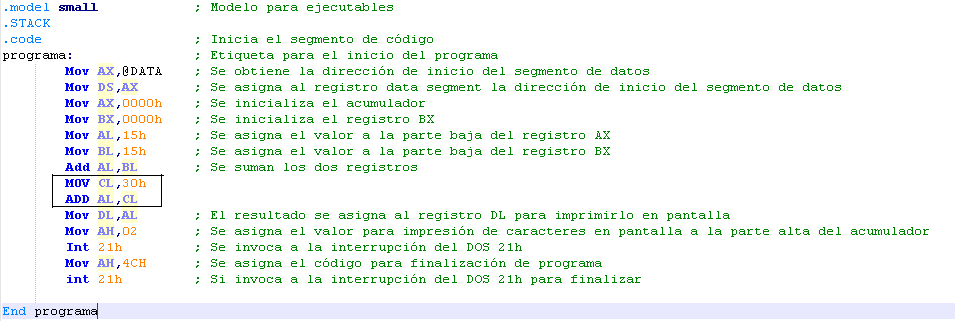 .model small ; Modelo para ejecutables
.STACK
.code ; Inicia el segmento de código
programa: ; Etiqueta para el inicio del programa
Mov AX,@DATA ; Se obtiene la dirección de inicio del segmento de datos
Mov DS,AX ; Se asigna al registro data segment la dirección de inicio del segmento de datos
Mov AX,0000h ; Se inicializa el acumulador
Mov BX,0000h ; Se inicializa el registro BX
Mov AL,15h ; Se asigna el valor a la parte baja del registro AX
Mov BL,15h ; Se asigna el valor a la parte baja del registro BX
Add AL,BL ; Se suman los dos registros
MOV CL,30h
ADD AL,CL
Mov DL,AL ; El resultado se asigna al registro DL para imprimirlo en pantalla
Mov AH,02 ; Se asigna el valor para impresión de caracteres en pantalla a la parte alta del acumulador
Int 21h ; Se invoca a la interrupción del DOS 21h
Mov AH,4CH ; Se asigna el código para finalización de programa
int 21h ; Si invoca a la interrupción del DOS 21h para finalizar
End programa